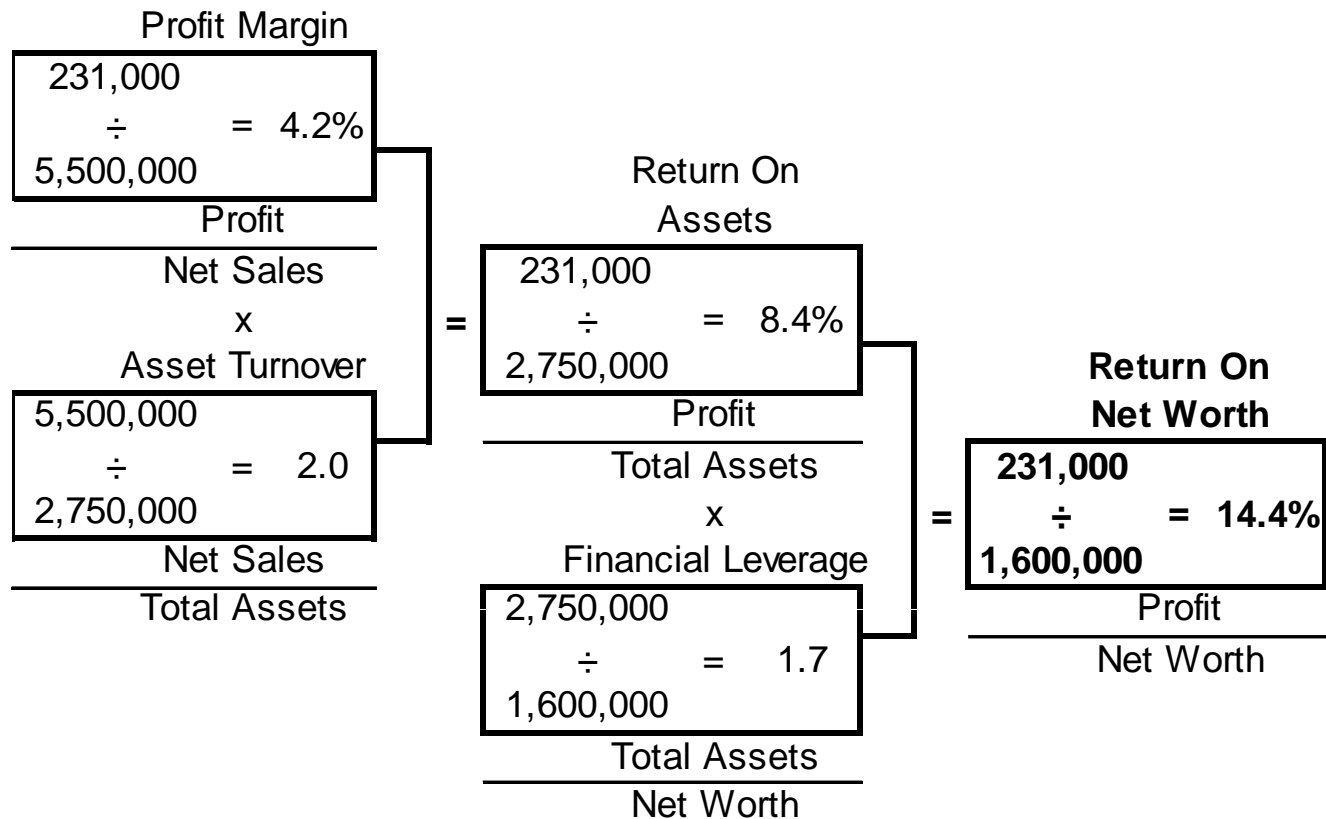 Profit Margin
231,000
÷ = 4.2%
5,500,000
Profit
Net Sales
x
Asset Turnover
5,500,000
÷ = 2.0
2,750,000
Net Sales
Total Assets
=
Return On
Assets
231,000
÷ = 8.4%
2,750,000
Profit
Total Assets
x
Financial Leverage
2,750,000
÷ = 1.7
1,600,000
Total Assets
Net Worth
=
Return On
Net Worth
231,000
÷ = 14.4%
1,600,000
Profit
Net Worth